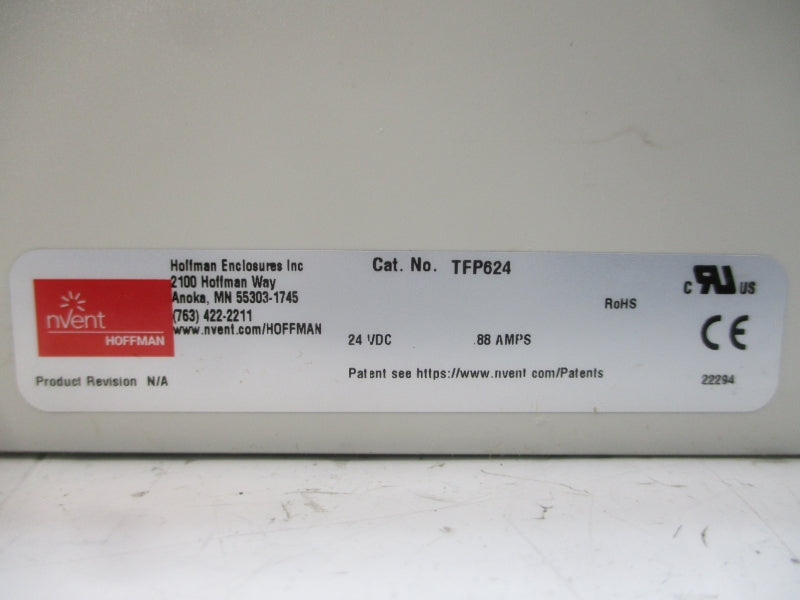 nVent
HOFFMAN
Product Revision N/A
Hoffman Enclosures Inc
2100 Hoffman Way
Anoka, MN 55303-1745
(763) 422-2211
www.nvent.com/HOFFMAN
Cat. No. TFP624
24 VDC .88 AMPS
Patent see https://www.nvent.com/Patents
RoHS
C RU US
CE
22294